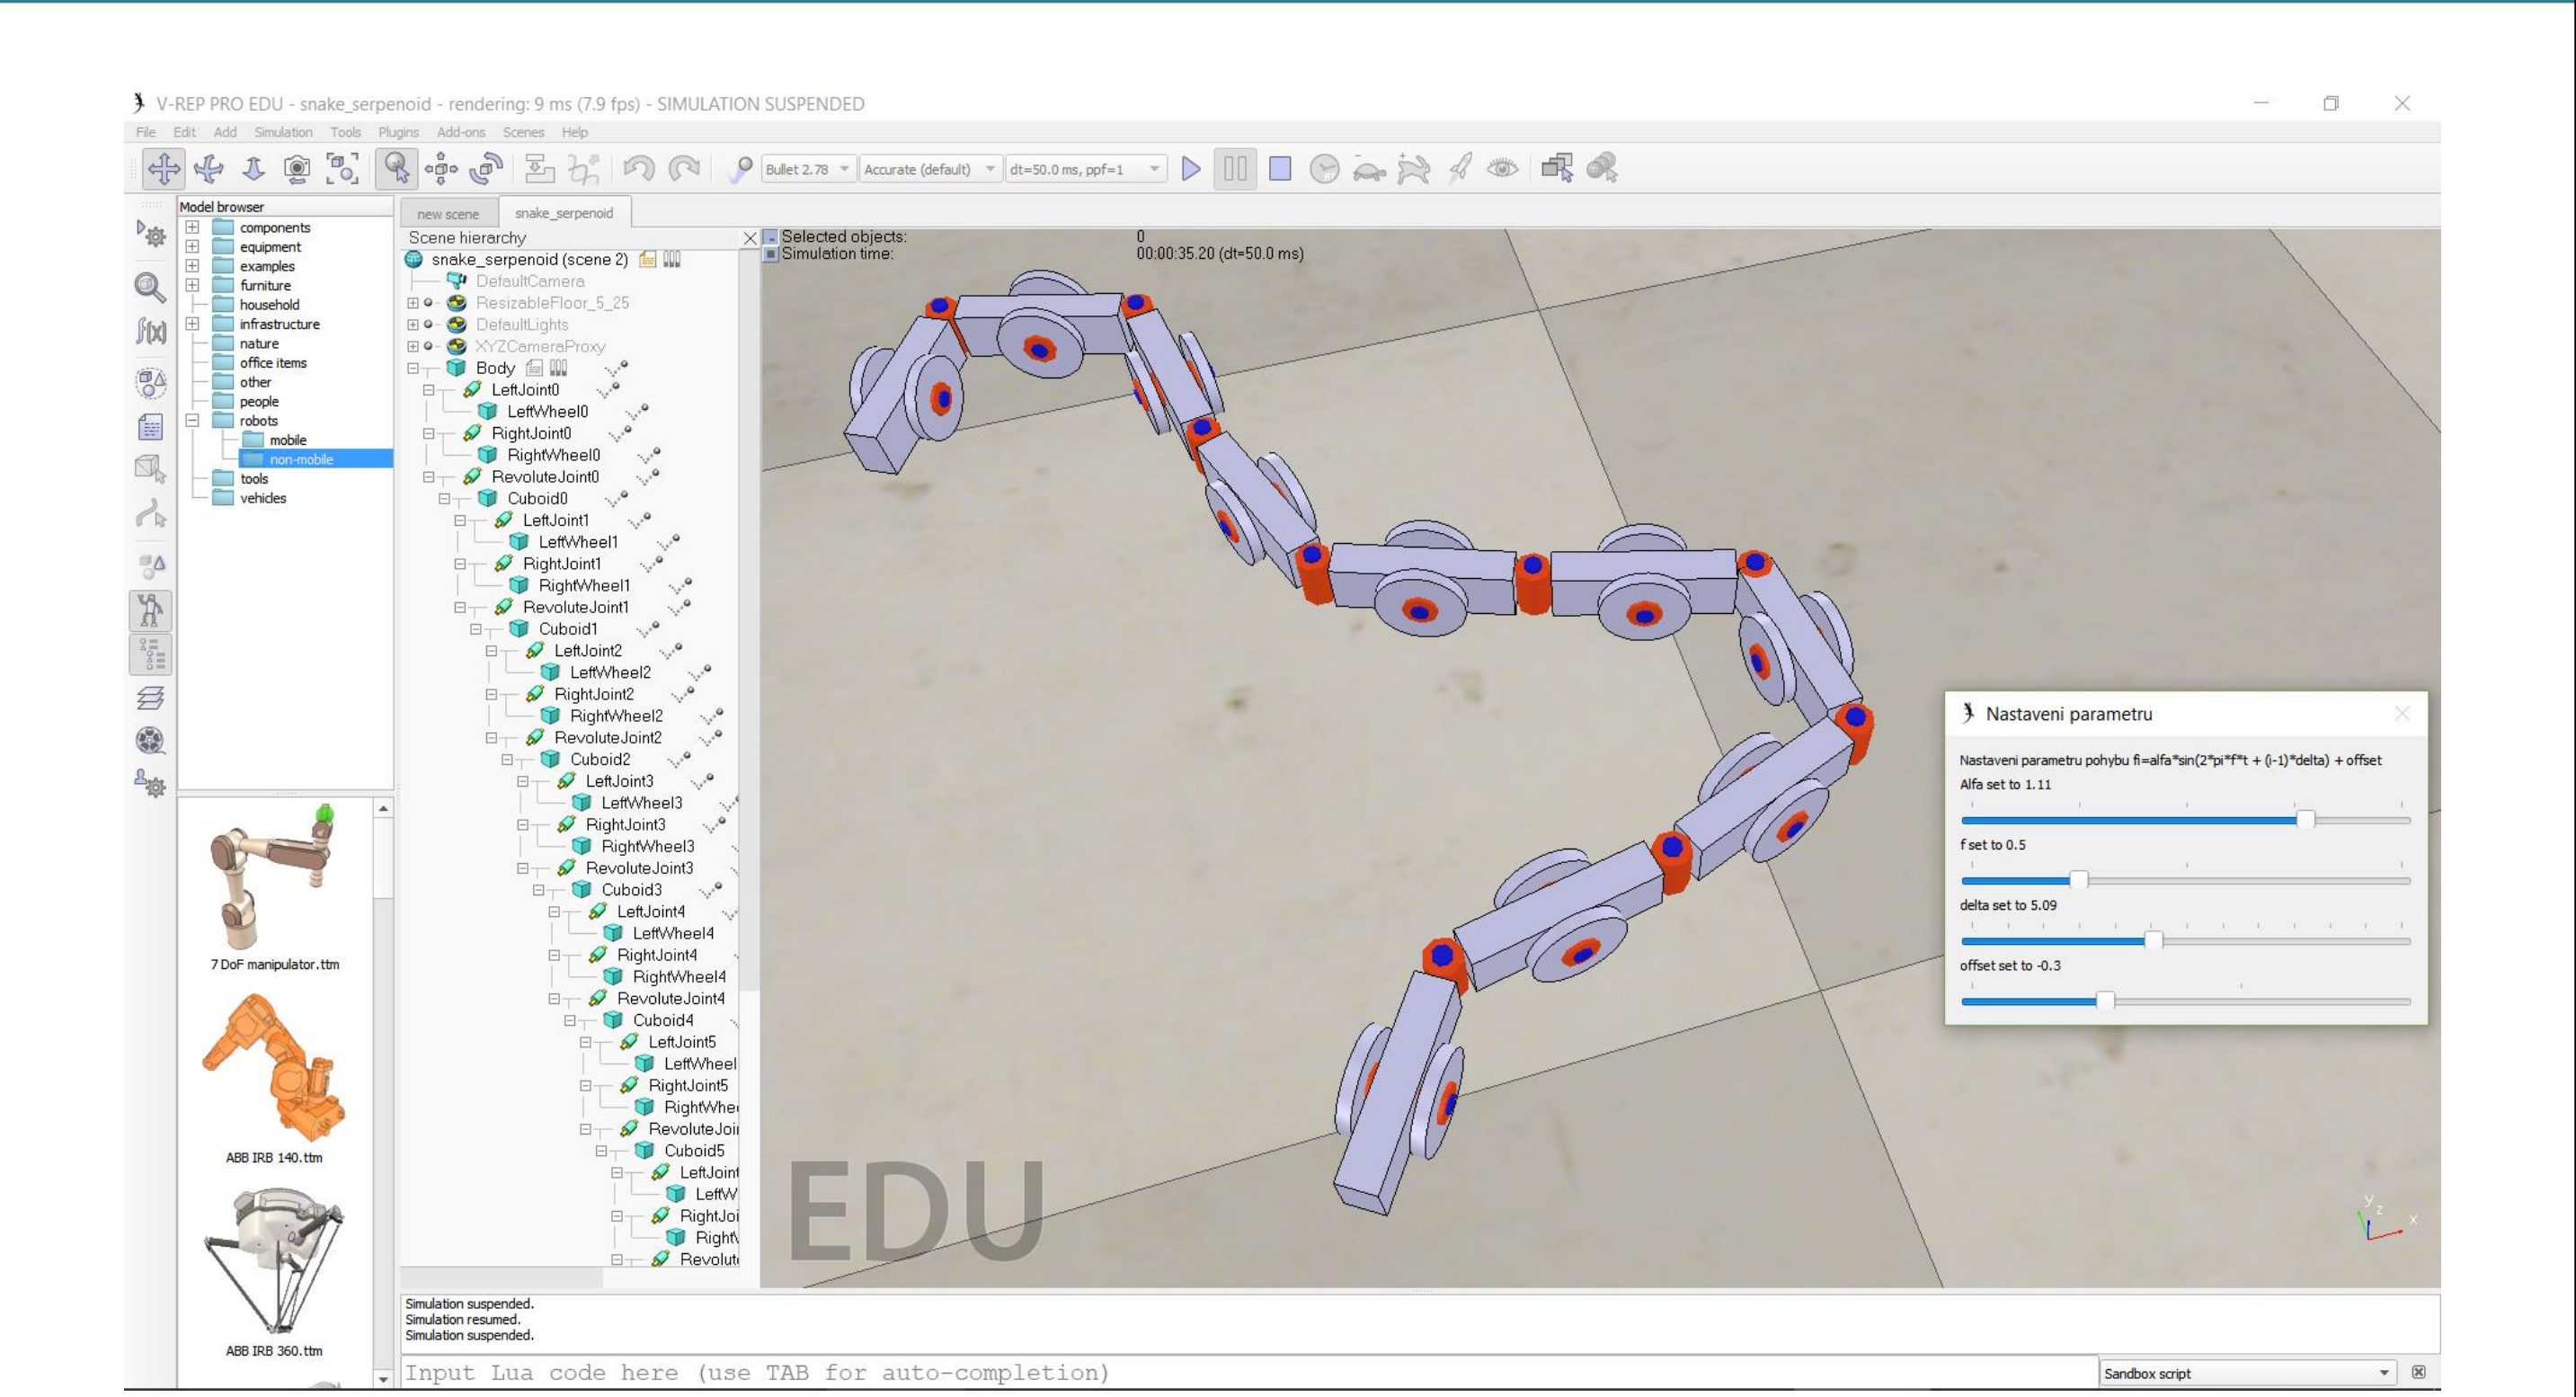 V-REP PRO EDU - snake_serpenoid - rendering: 9 ms (7.9 fps) - SIMULATION SUSPENDED
File Edit Add Simulation Tools Plugins Add-ons Scenes Help
Bullet 2.78 Accurate (default) dt=50.0 ms, ppf=1
Model browser
components
equipment
examples
furniture
household
infrastructure
nature
office items
other
people
robots
mobile
non-mobile
tools
vehicles
7 DoF manipulator.ttm
ABB IRB 140.ttm
ABB IRB 360.ttm
new scene snake_serpenoid
Scene hierarchy
snake_serpenoid (scene 2)
DefaultCamera
ResizableFloor_5_25
DefaultLights
XYZCameraProxy
Body
LeftJoint0
LeftWheel0
RightJoint0
RightWheel0
RevoluteJoint0
Cuboid0
LeftJoint1
LeftWheel1
RightJoint1
RightWheel1
RevoluteJoint1
Cuboid1
LeftJoint2
LeftWheel2
RightJoint2
RightWheel2
RevoluteJoint2
Cuboid2
LeftJoint3
LeftWheel3
RightJoint3
RightWheel3
RevoluteJoint3
Cuboid3
LeftJoint4
LeftWheel4
RightJoint4
RightWheel4
RevoluteJoint4
Cuboid4
LeftJoint5
LeftWheel
RightJoint5
RightWhe
RevoluteJoi
Cuboid5
LeftJoint
LeftW
RightJoi
Right
Revolut
Selected objects: 0
Simulation time: 00:00:35.20 (dt=50.0 ms)
EDU
Nastaveni parametru
Nastaveni parametru pohybu fi=alfa*sin(2*pi*f*t + (i-1)*delta) + offset
Alfa set to 1.11
f set to 0.5
delta set to 5.09
offset set to -0.3
y
z
x
Simulation suspended.
Simulation resumed.
Simulation suspended.
Input Lua code here (use TAB for auto-completion)
Sandbox script